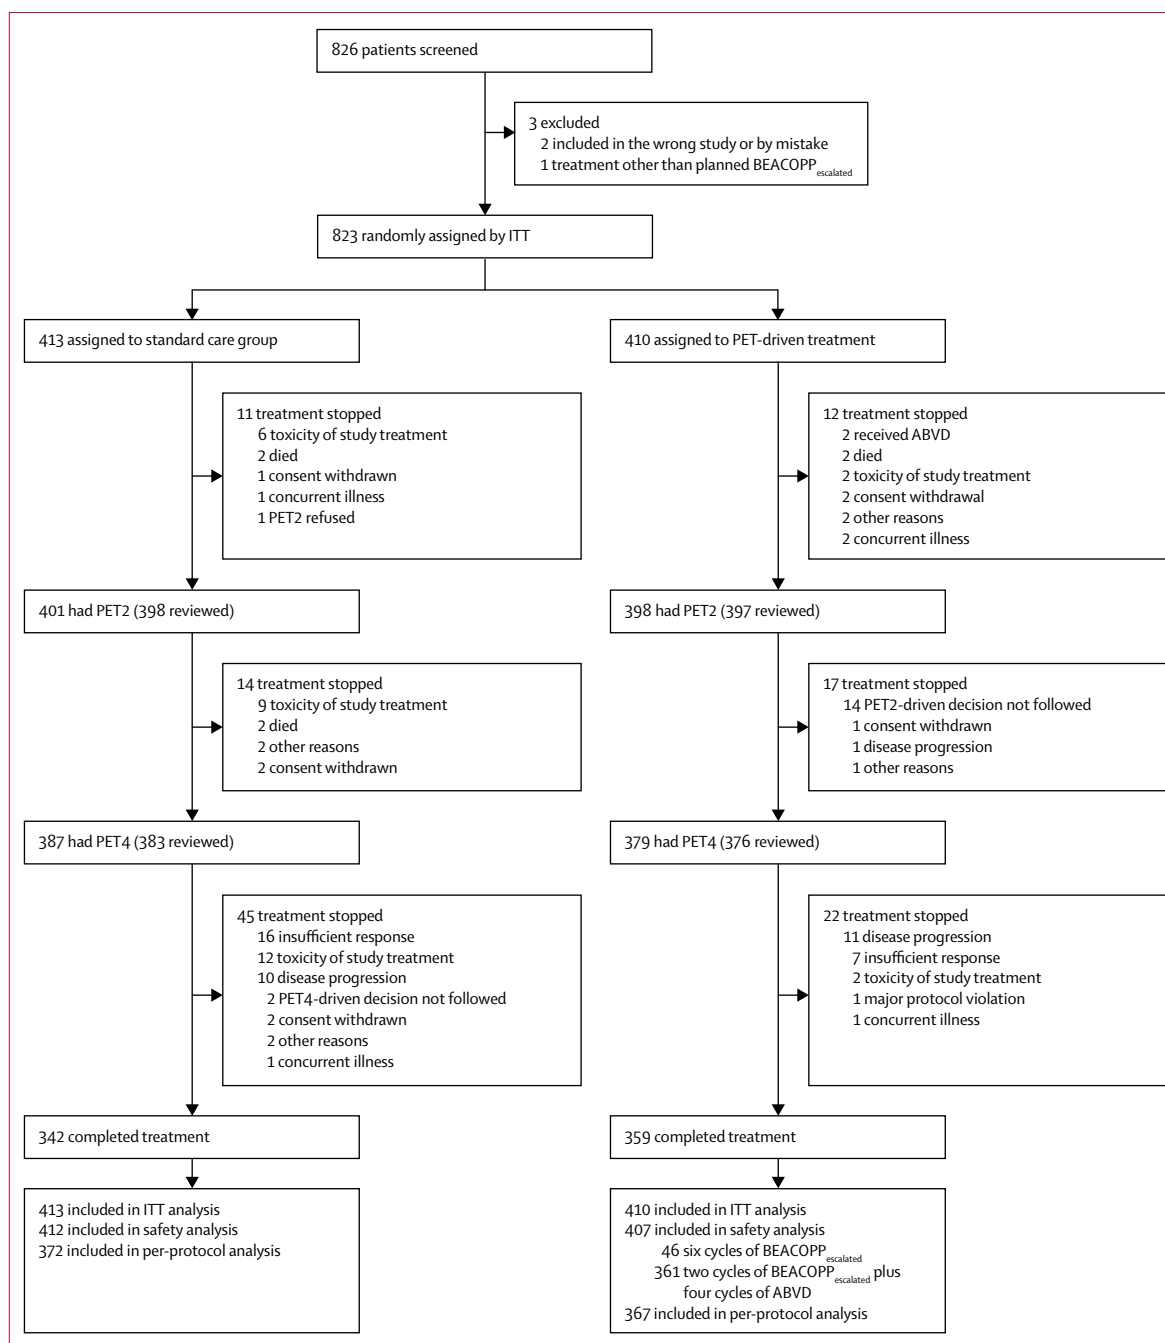 826 patients screened
3 excluded
2 included in the wrong study or by mistake
1 treatment other than planned BEACOPPescalated
823 randomly assigned by ITT
413 assigned to standard care group
410 assigned to PET-driven treatment
11 treatment stopped
6 toxicity of study treatment
2 died
1 consent withdrawn
1 concurrent illness
1 PET2 refused
12 treatment stopped
2 received ABVD
2 died
2 toxicity of study treatment
2 consent withdrawal
2 other reasons
2 concurrent illness
401 had PET2 (398 reviewed)
398 had PET2 (397 reviewed)
14 treatment stopped
9 toxicity of study treatment
2 died
2 other reasons
2 consent withdrawn
17 treatment stopped
14 PET2-driven decision not followed
1 consent withdrawn
1 disease progression
1 other reasons
387 had PET4 (383 reviewed)
379 had PET4 (376 reviewed)
45 treatment stopped
16 insufficient response
12 toxicity of study treatment
10 disease progression
2 PET4-driven decision not followed
2 consent withdrawn
2 other reasons
1 concurrent illness
22 treatment stopped
11 disease progression
7 insufficient response
2 toxicity of study treatment
1 major protocol violation
1 concurrent illness
342 completed treatment
359 completed treatment
413 included in ITT analysis
412 included in safety analysis
372 included in per-protocol analysis
410 included in ITT analysis
407 included in safety analysis
46 six cycles of BEACOPPescalated
361 two cycles of BEACOPPescalated plus
four cycles of ABVD
367 included in per-protocol analysis